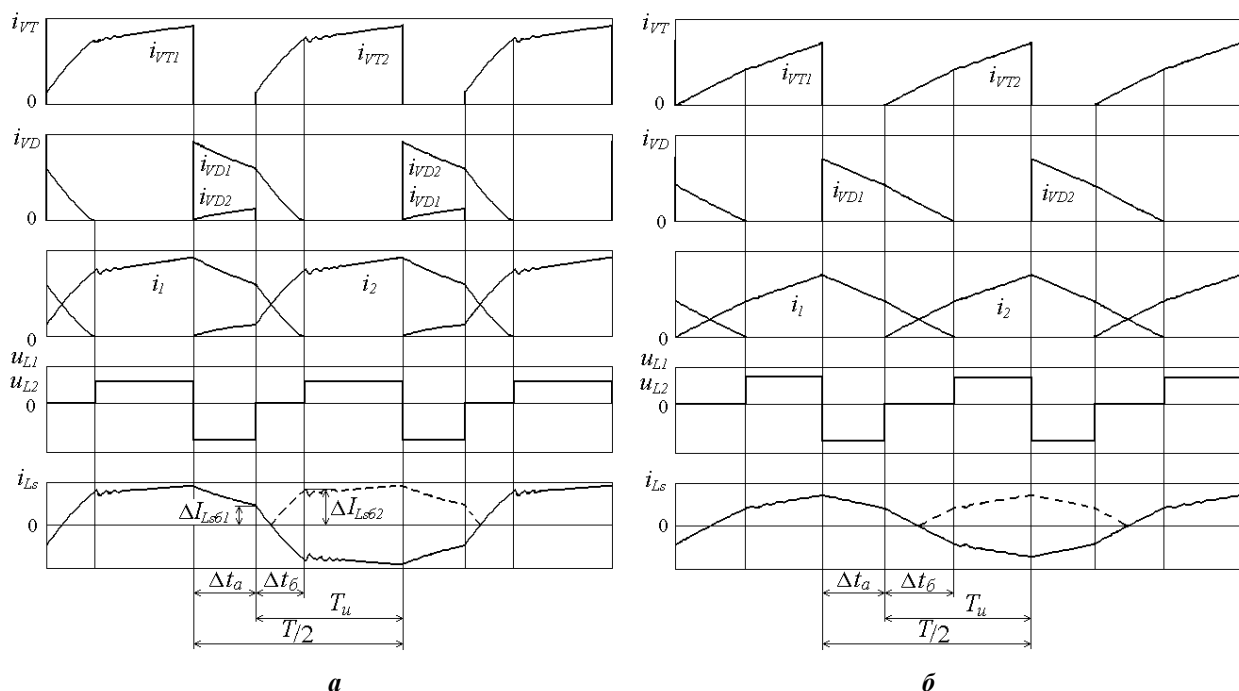 i_VT
i_VT1
i_VT2
0
i_VD
i_VD1
i_VD2
i_VD2
i_VD1
0
i_1
i_2
0
u_L1
u_L2
0
i_Ls
ΔI_Lsб1
ΔI_Lsб2
0
Δt_a
Δt_б
T_и
T/2
а
i_VT
i_VT1
i_VT2
0
i_VD
i_VD1
i_VD2
0
i_1
i_2
0
u_L1
u_L2
0
i_Ls
0
Δt_a
Δt_б
T_и
T/2
б